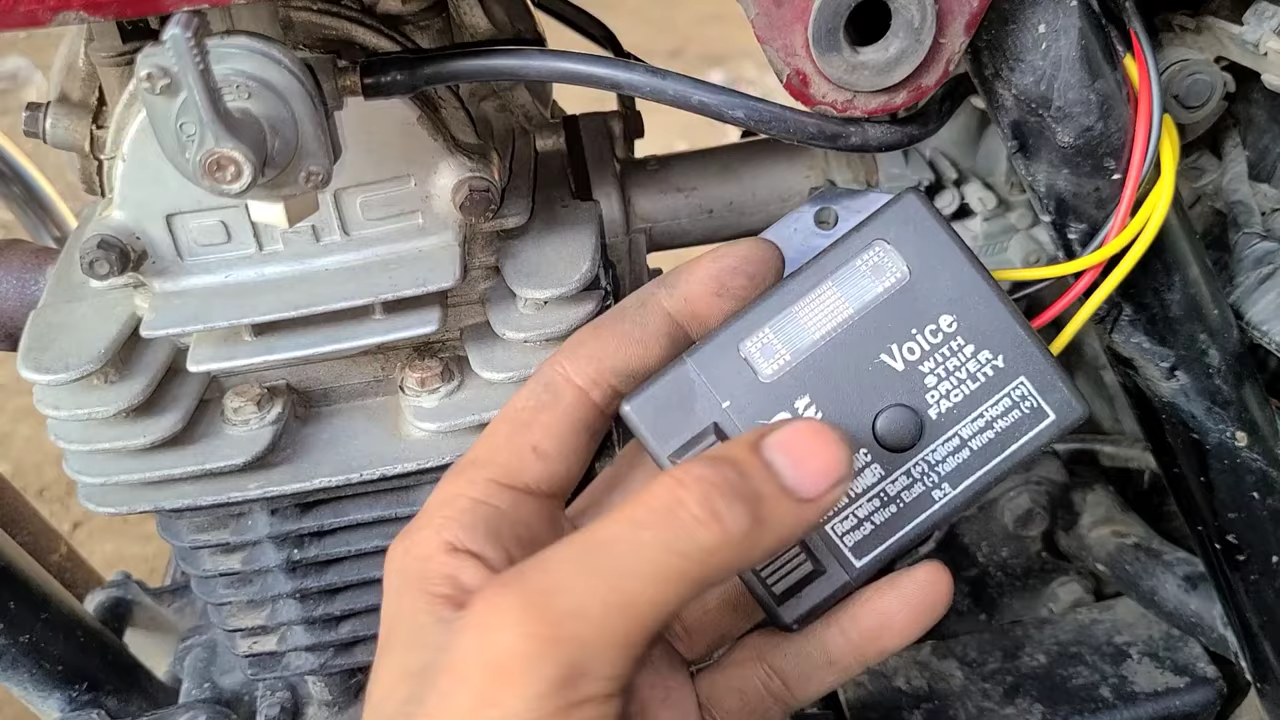 OHC
Voice
WITH
STRIP
DRIVER
FACILITY
TUNER
Red Wire : Batt. (+) Yellow Wire-Horn (+)
Black Wire : Batt (-) Yellow Wire-Horn (+)
R-2